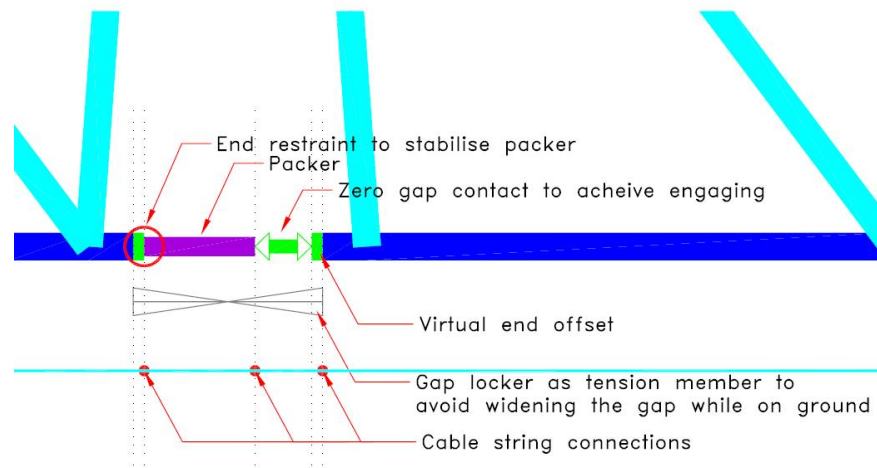 End restraint to stabilise packer
Packer
Zero gap contact to acheive engaging
Virtual end offset
Gap locker as tension member to
avoid widening the gap while on ground
Cable string connections